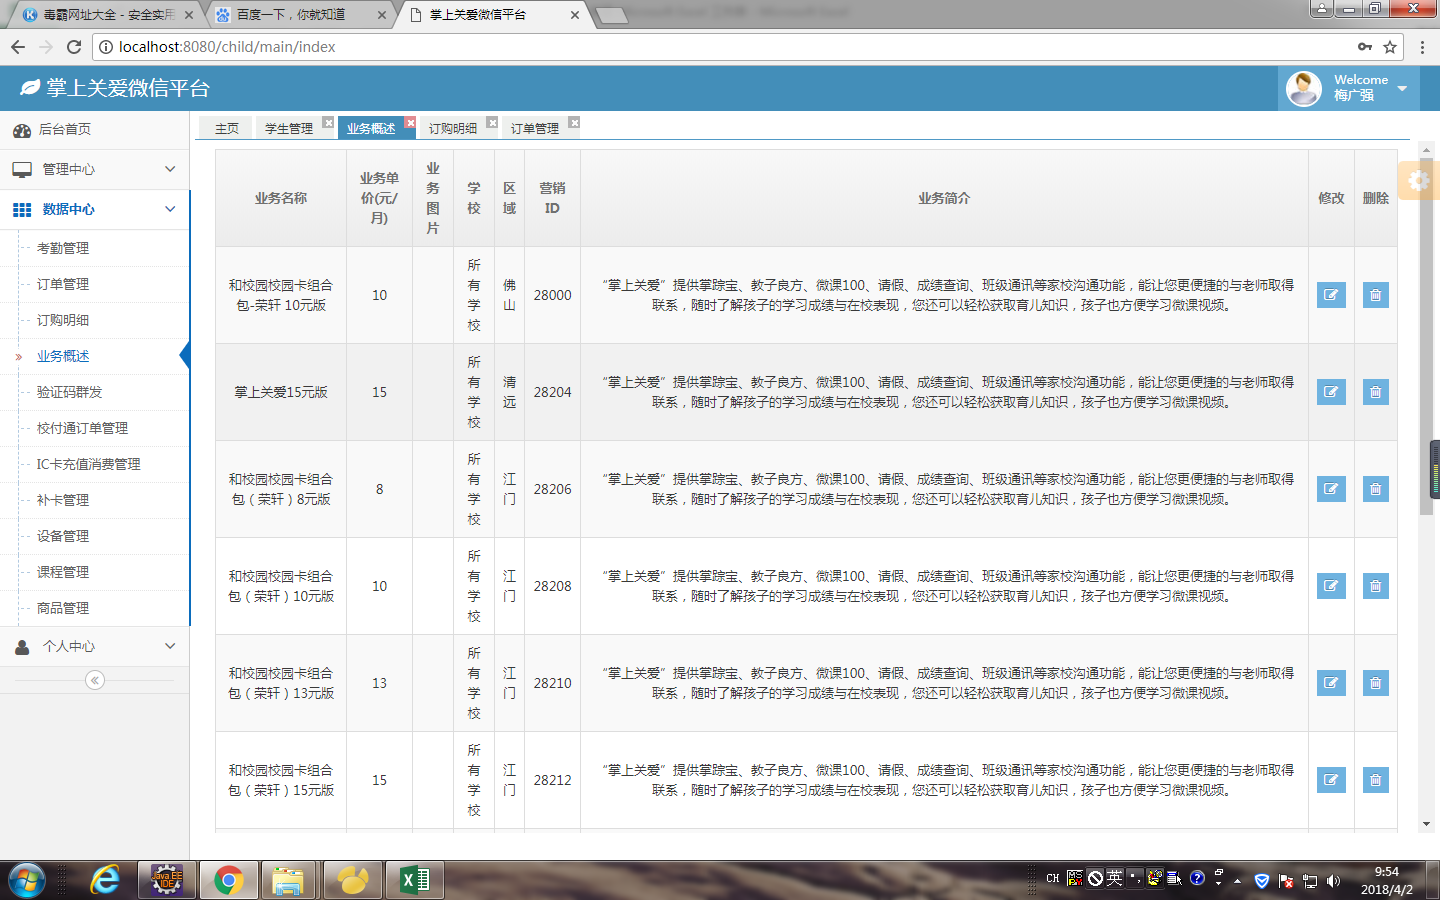 毒霸网址大全 - 安全实用
百度一下，你就知道
掌上关爱微信平台
localhost:8080/child/main/index
掌上关爱微信平台
Welcome
梅广强
后台首页
管理中心
数据中心
考勤管理
订单管理
订购明细
业务概述
验证码群发
校付通订单管理
IC卡充值消费管理
补卡管理
设备管理
课程管理
商品管理
个人中心
主页
学生管理
业务概述
订购明细
订单管理
业务名称
业务单
价(元/
月)
业
务
图
片
学
校
区
域
营销
ID
业务简介
修改
删除
和校园校园卡组合
包-荣轩 10元版
10
所
有
学
校
佛
山
28000
“掌上关爱”提供掌踪宝、教子良方、微课100、请假、成绩查询、班级通讯等家校沟通功能，能让您更便捷的与老师取得
联系，随时了解孩子的学习成绩与在校表现，您还可以轻松获取育儿知识，孩子也方便学习微课视频。
掌上关爱15元版
15
所
有
学
校
清
远
28204
“掌上关爱”提供掌踪宝、教子良方、微课100、请假、成绩查询、班级通讯等家校沟通功能，能让您更便捷的与老师取得
联系，随时了解孩子的学习成绩与在校表现，您还可以轻松获取育儿知识，孩子也方便学习微课视频。
和校园校园卡组合
包（荣轩）8元版
8
所
有
学
校
江
门
28206
“掌上关爱”提供掌踪宝、教子良方、微课100、请假、成绩查询、班级通讯等家校沟通功能，能让您更便捷的与老师取得
联系，随时了解孩子的学习成绩与在校表现，您还可以轻松获取育儿知识，孩子也方便学习微课视频。
和校园校园卡组合
包（荣轩）10元版
10
所
有
学
校
江
门
28208
“掌上关爱”提供掌踪宝、教子良方、微课100、请假、成绩查询、班级通讯等家校沟通功能，能让您更便捷的与老师取得
联系，随时了解孩子的学习成绩与在校表现，您还可以轻松获取育儿知识，孩子也方便学习微课视频。
和校园校园卡组合
包（荣轩）13元版
13
所
有
学
校
江
门
28210
“掌上关爱”提供掌踪宝、教子良方、微课100、请假、成绩查询、班级通讯等家校沟通功能，能让您更便捷的与老师取得
联系，随时了解孩子的学习成绩与在校表现，您还可以轻松获取育儿知识，孩子也方便学习微课视频。
和校园校园卡组合
包（荣轩）15元版
15
所
有
学
校
江
门
28212
“掌上关爱”提供掌踪宝、教子良方、微课100、请假、成绩查询、班级通讯等家校沟通功能，能让您更便捷的与老师取得
联系，随时了解孩子的学习成绩与在校表现，您还可以轻松获取育儿知识，孩子也方便学习微课视频。
Java EE
IDE
CH
英
9:54
2018/4/2